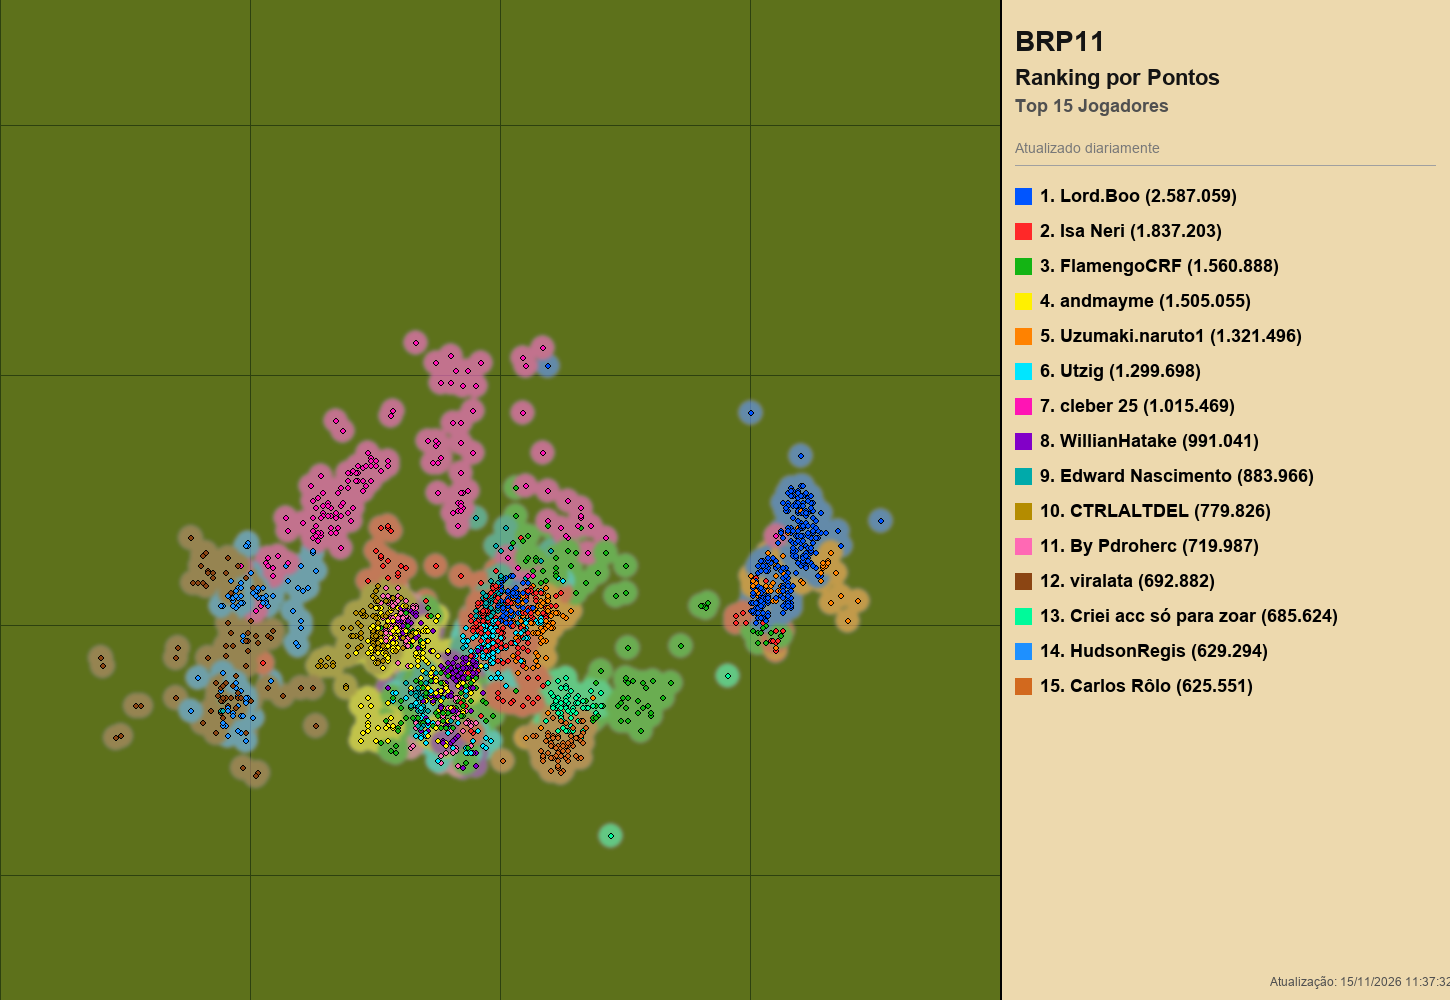 BRP11
Ranking por Pontos
Top 15 Jogadores
Atualizado diariamente
1. Lord.Boo (2.587.059)
2. Isa Neri (1.837.203)
3. FlamengoCRF (1.560.888)
4. andmayme (1.505.055)
5. Uzumaki.naruto1 (1.321.496)
6. Utzig (1.299.698)
7. cleber 25 (1.015.469)
8. WillianHatake (991.041)
9. Edward Nascimento (883.966)
10. CTRLALTDEL (779.826)
11. By Pdroherc (719.987)
12. viralata (692.882)
13. Criei acc só para zoar (685.624)
14. HudsonRegis (629.294)
15. Carlos Rôlo (625.551)
Atualização: 15/11/2026 11:37:32